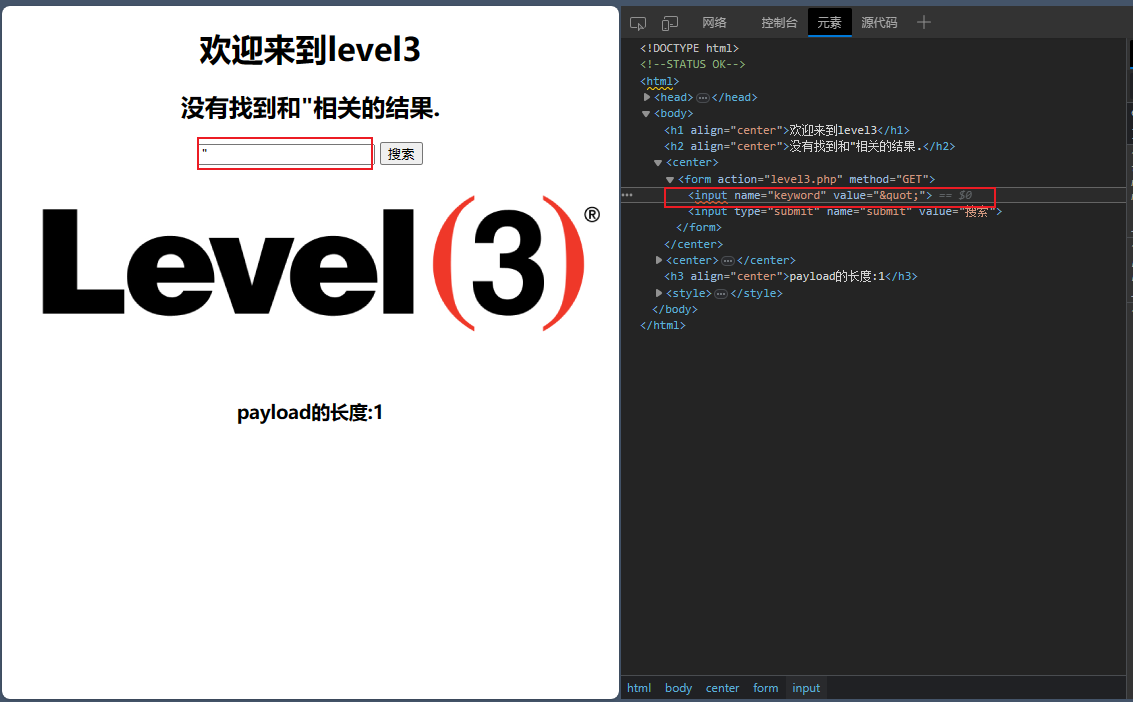 欢迎来到level3
没有找到和"相关的结果.
"
搜索
Level(3)®
payload的长度:1
网络 控制台 元素 源代码
<!DOCTYPE html>
<!--STATUS OK-->
<html>
<head>…</head>
<body>
<h1 align="center">欢迎来到level3</h1>
<h2 align="center">没有找到和"相关的结果.</h2>
<center>
<form action="level3.php" method="GET">
<input name="keyword" value="&quot;"> == $0
<input type="submit" name="submit" value="搜索">
</form>
</center>
<center>…</center>
<h3 align="center">payload的长度:1</h3>
<style>…</style>
</body>
</html>
html body center form input